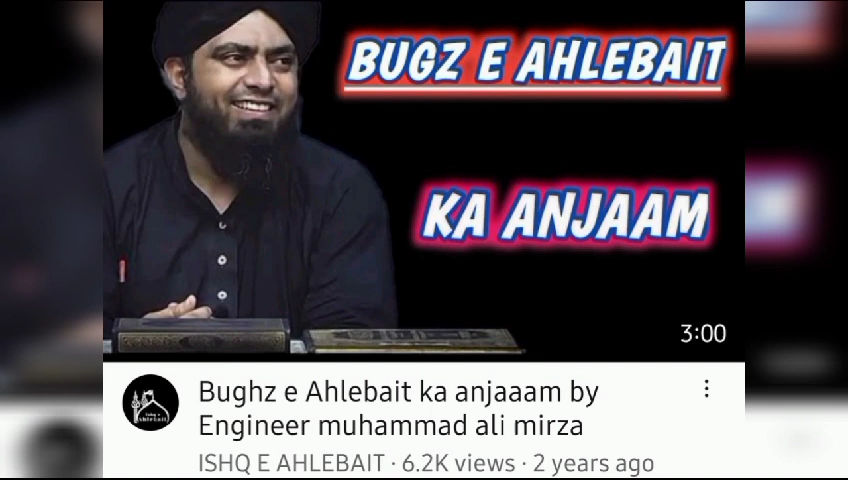 BUGZ E AHLEBAIT
KA ANJAAM
3:00
Bughz e Ahlebait ka anjaaam by
Engineer muhammad ali mirza
ISHQ E AHLEBAIT · 6.2K views · 2 years ago